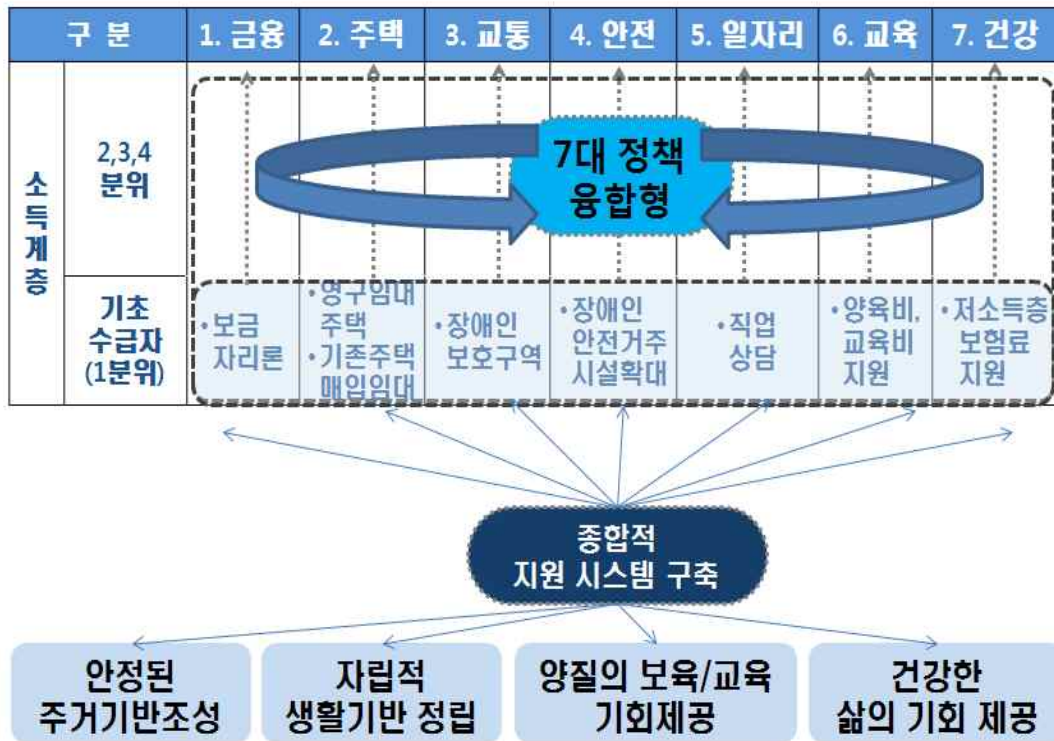 구 분 1. 금융 2. 주택 3. 교통 4. 안전 5. 일자리 6. 교육 7. 건강
소득계층
2,3,4
분위
7대 정책
융합형
기초
수급자
(1분위)
•보금
자리론
•영구임대
주택
•기존주택
매입임대
•장애인
보호구역
•장애인
안전거주
시설확대
•직업
상담
•양육비,
교육비
지원
•저소득층
보험료
지원
종합적
지원 시스템 구축
안정된
주거기반조성
자립적
생활기반 정립
양질의 보육/교육
기회제공
건강한
삶의 기회 제공